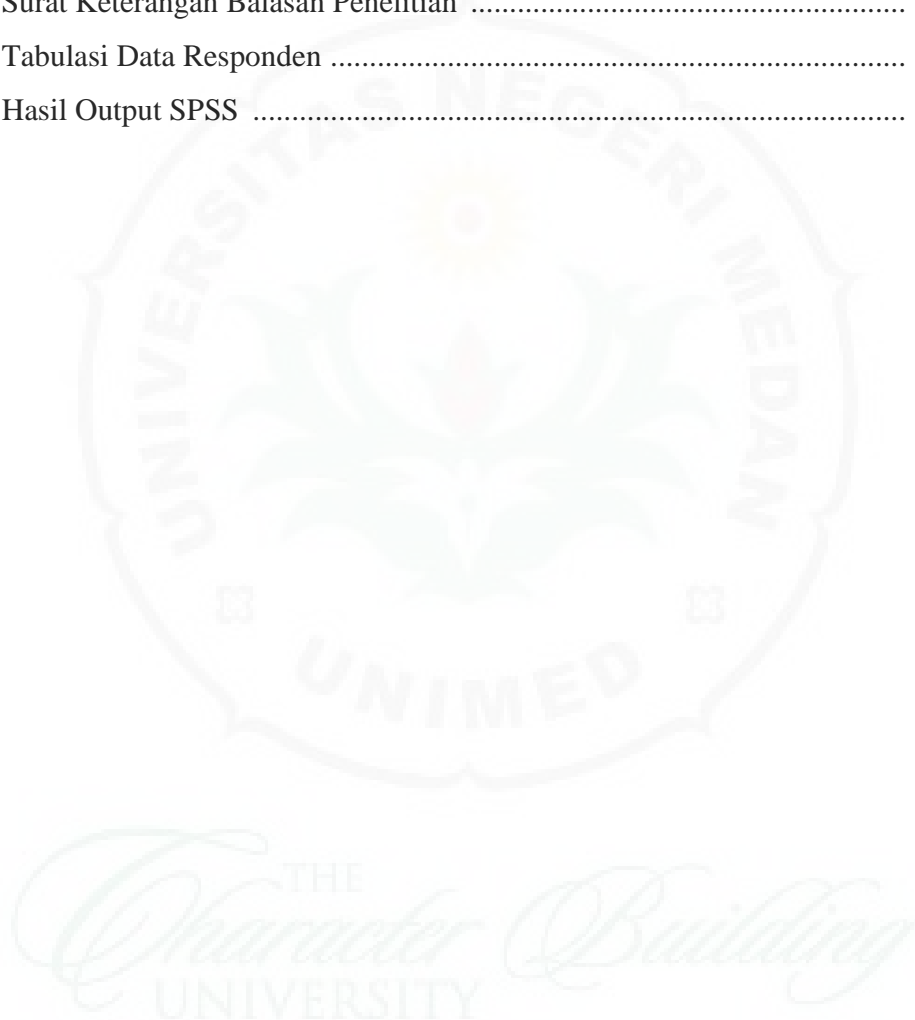 Surat Keterangan Balasan Penelitian ........................................................
Tabulasi Data Responden ..........................................................................
Hasil Output SPSS ....................................................................................
UNIVERSITAS NEGERI MEDAN
UNIMED
THE
Character Building
UNIVERSITY